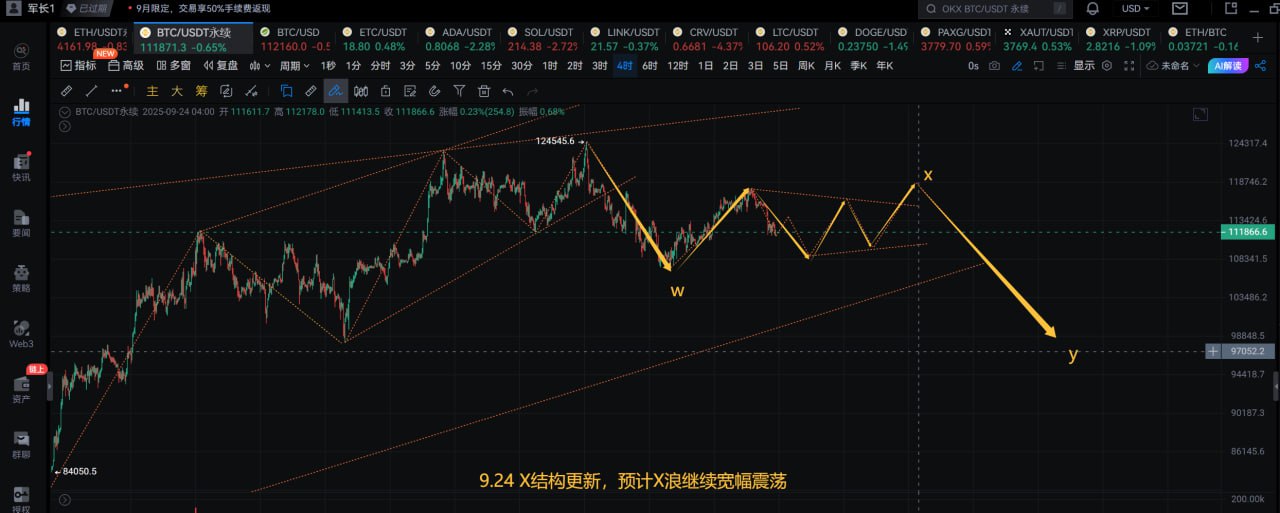 军长1 已过期 9月限定，交易享50%手续费返现 OKX BTC/USDT 永续 USD
ETH/USDT BTC/USDT永续 BTC/USD ETC/USDT ADA/USDT SOL/USDT LINK/USDT CRV/USDT LTC/USDT DOGE/USDT PAXG/USDT XAUT/USDT XRP/USDT ETH/BTC
4161.98 -0.83 111871.3 -0.65% 112160.0 -0.5 18.80 0.48% 0.8068 -2.28% 214.38 -2.72% 21.57 -0.37% 0.6681 -4.37% 106.20 0.52% 0.23750 -1.49 3779.70 0.59% 3769.4 0.53% 2.8216 -1.09% 0.03721 -0.16
NEW
指标 高级 多窗 复盘 周期 1秒 1分 分时 3分 5分 10分 15分 30分 1时 2时 3时 4时 6时 12时 1日 2日 3日 5日 周K 月K 季K 年K 0s 显示 未命名 AI解读
主 大 筹
BTC/USDT永续 2025-09-24 04:00 开 111611.7 高 112178.0 低 111413.5 收 111866.6 涨幅 0.23%(254.8) 振幅 0.68%
首页
行情
快讯
要闻
策略
Web3
链上
资产
群聊
授权
124545.6
84050.5
w
x
y
124317.4
118746.2
113424.6
111866.6
108341.5
103486.2
98848.5
97052.2
94418.7
90187.3
86145.6
200.00k
9.24 X结构更新，预计X浪继续宽幅震荡